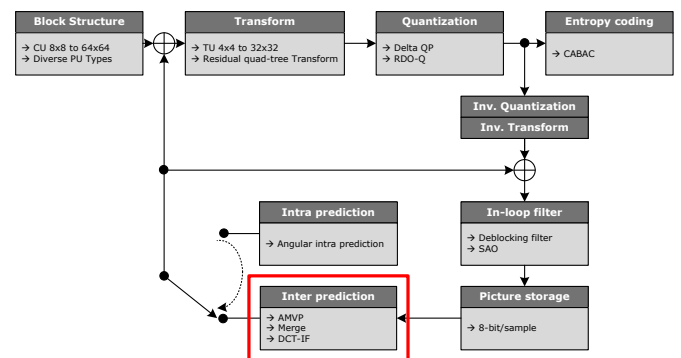 Block Structure
→ CU 8x8 to 64x64
→ Diverse PU Types
Transform
→ TU 4x4 to 32x32
→ Residual quad-tree Transform
Quantization
→ Delta QP
→ RDO-Q
Entropy coding
→ CABAC
Inv. Quantization
Inv. Transform
Intra prediction
→ Angular intra prediction
In-loop filter
→ Deblocking filter
→ SAO
Inter prediction
→ AMVP
→ Merge
→ DCT-IF
Picture storage
→ 8-bit/sample